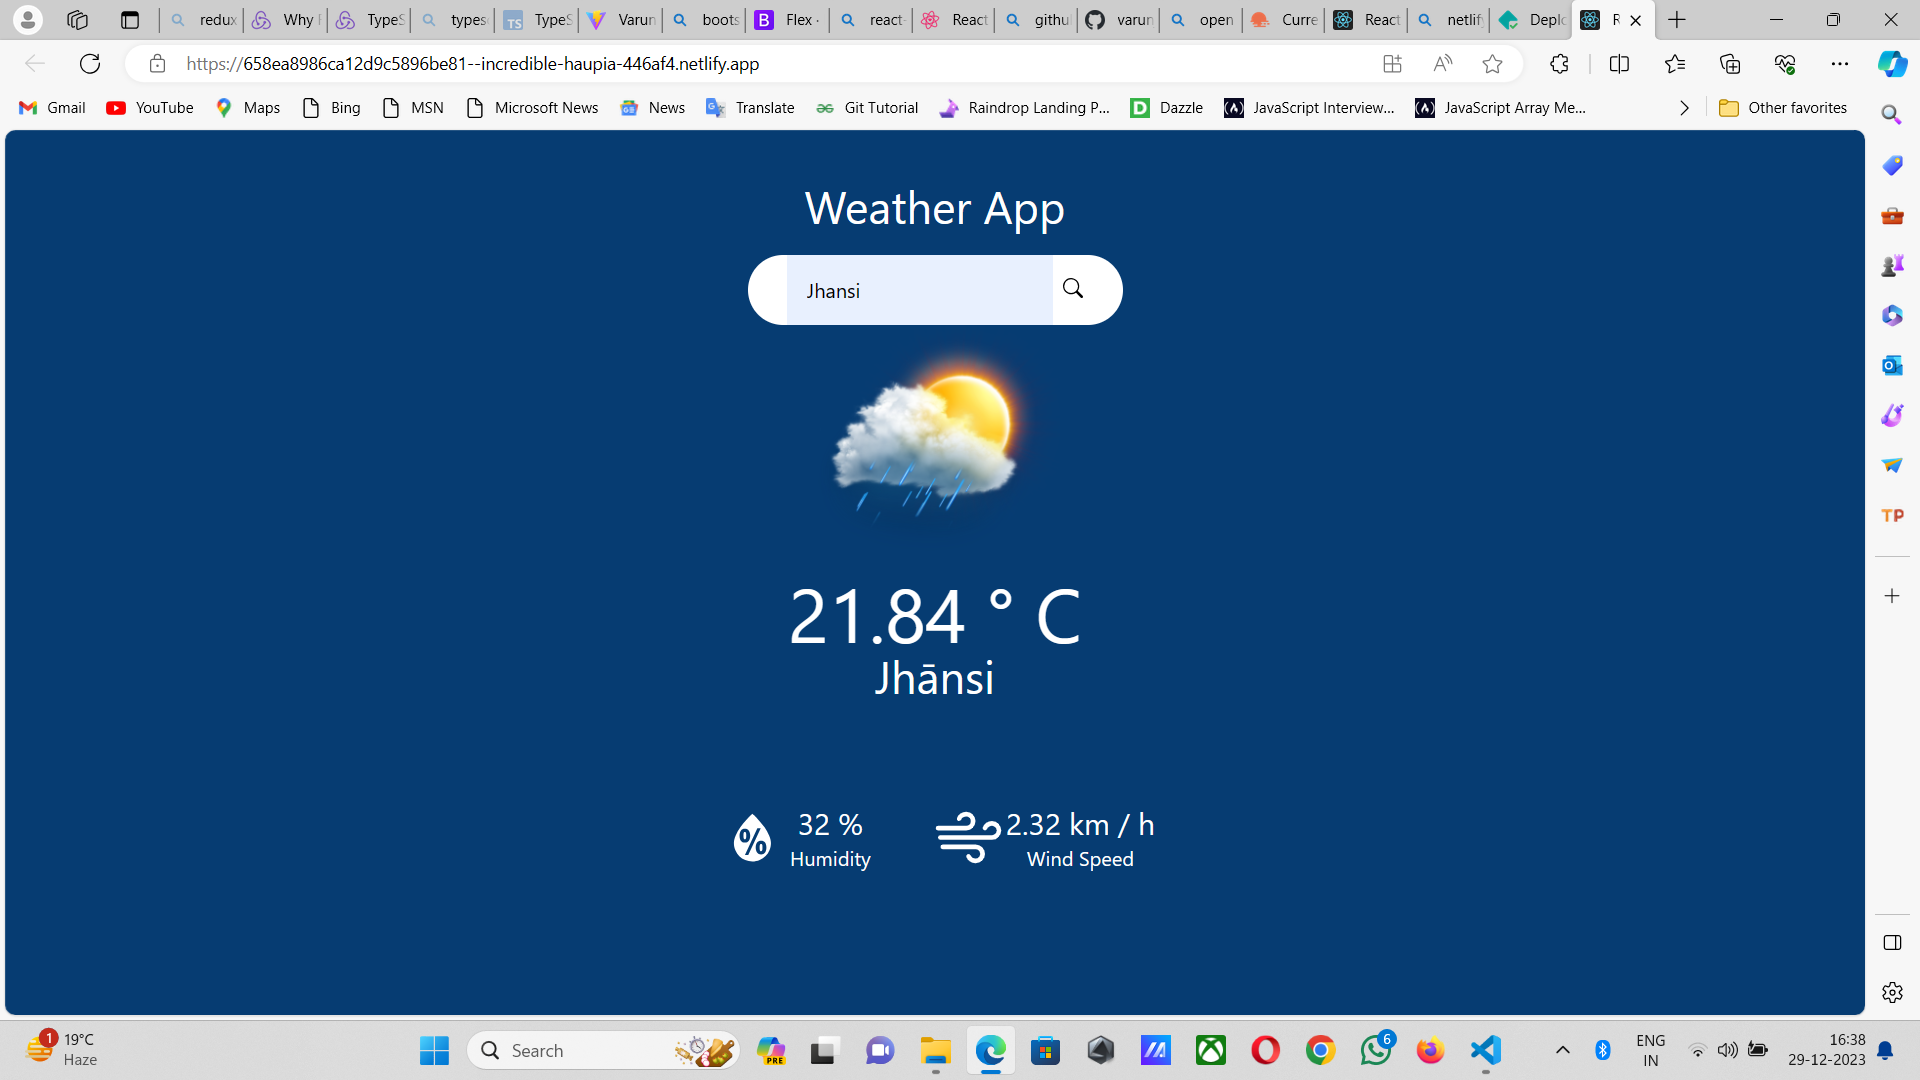 redux
Why R
TypeS
types
TypeS
Varun
boots
Flex ·
react-
React
githu
varun
open
Curre
React
netlify
Deplo
https://658ea8986ca12d9c5896be81--incredible-haupia-446af4.netlify.app
Gmail
YouTube
Maps
Bing
MSN
Microsoft News
News
Translate
Git Tutorial
Raindrop Landing P...
Dazzle
JavaScript Interview...
JavaScript Array Me...
Other favorites
Weather App
Jhansi
21.84 ° C
Jhānsi
32 %
Humidity
2.32 km / h
Wind Speed
1
19°C
Haze
Search
PRE
6
ENG
IN
16:38
29-12-2023